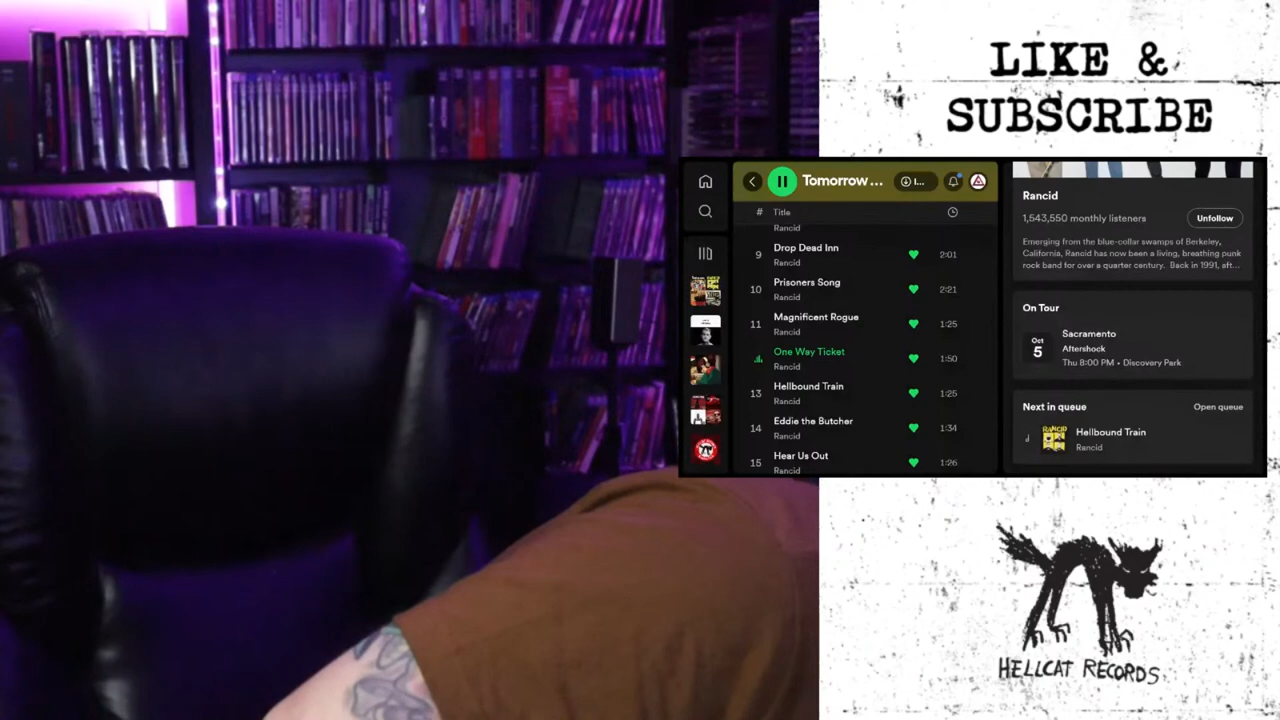 LIKE &
SUBSCRIBE
Tomorrow ...
I...
# Title
Rancid
9 Drop Dead Inn 2:01
Rancid
10 Prisoners Song 2:21
Rancid
11 Magnificent Rogue 1:25
Rancid
One Way Ticket 1:50
Rancid
13 Hellbound Train 1:25
Rancid
14 Eddie the Butcher 1:34
Rancid
15 Hear Us Out 1:26
Rancid
Rancid
1,543,550 monthly listeners Unfollow
Emerging from the blue-collar swamps of Berkeley,
California, Rancid has now been a living, breathing punk
rock band for over a quarter century. Back in 1991, aft...
On Tour
Oct
5
Sacramento
Aftershock
Thu 8:00 PM • Discovery Park
Next in queue Open queue
Hellbound Train
Rancid
HELLCAT RECORDS